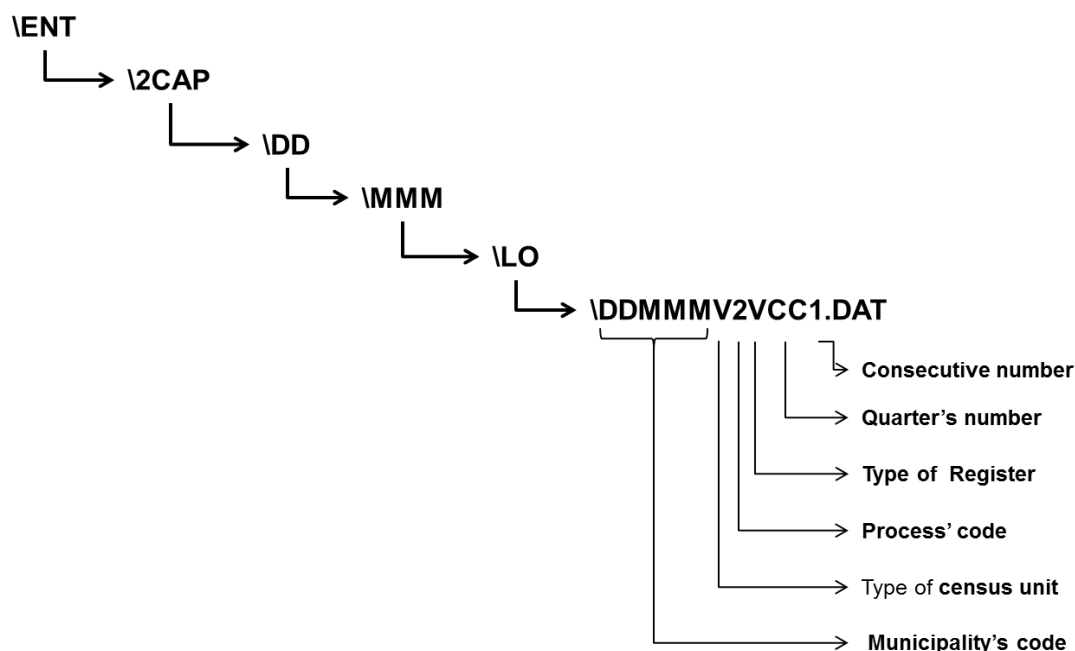 \ENT
\2CAP
\DD
\MMM
\LO
\DDMMMV2VCC1.DAT
Consecutive number
Quarter’s number
Type of Register
Process’ code
Type of census unit
Municipality’s code